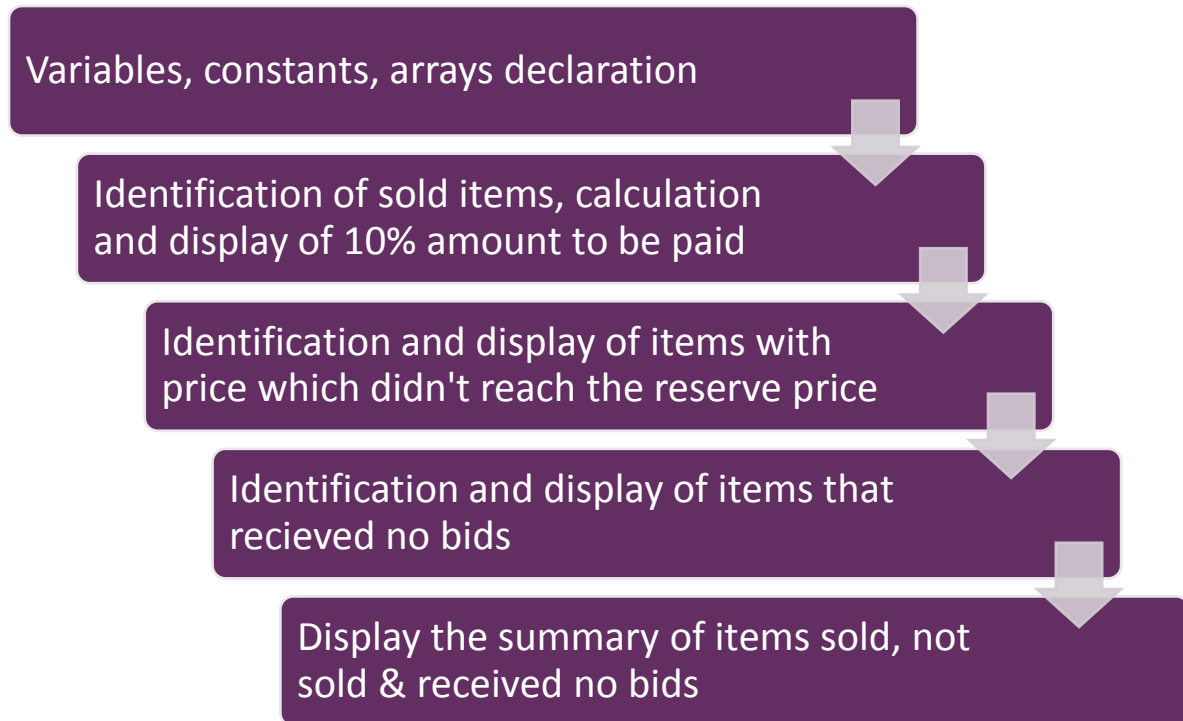 Variables, constants, arrays declaration
Identification of sold items, calculation
and display of 10% amount to be paid
Identification and display of items with
price which didn't reach the reserve price
Identification and display of items that
recieved no bids
Display the summary of items sold, not
sold & received no bids